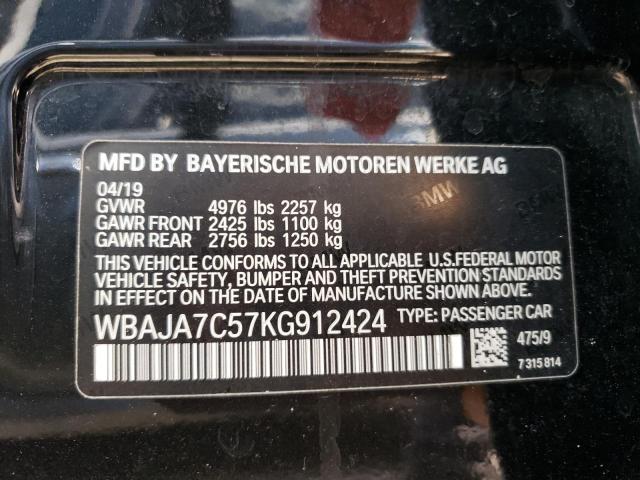 MFD BY BAYERISCHE MOTOREN WERKE AG
04/19
GVWR 4976 lbs 2257 kg
GAWR FRONT 2425 lbs 1100 kg
GAWR REAR 2756 lbs 1250 kg
THIS VEHICLE CONFORMS TO ALL APPLICABLE U.S.FEDERAL MOTOR
VEHICLE SAFETY, BUMPER AND THEFT PREVENTION STANDARDS
IN EFFECT ON THE DATE OF MANUFACTURE SHOWN ABOVE.
WBAJA7C57KG912424 TYPE: PASSENGER CAR
475/9
7 315 814
BMW